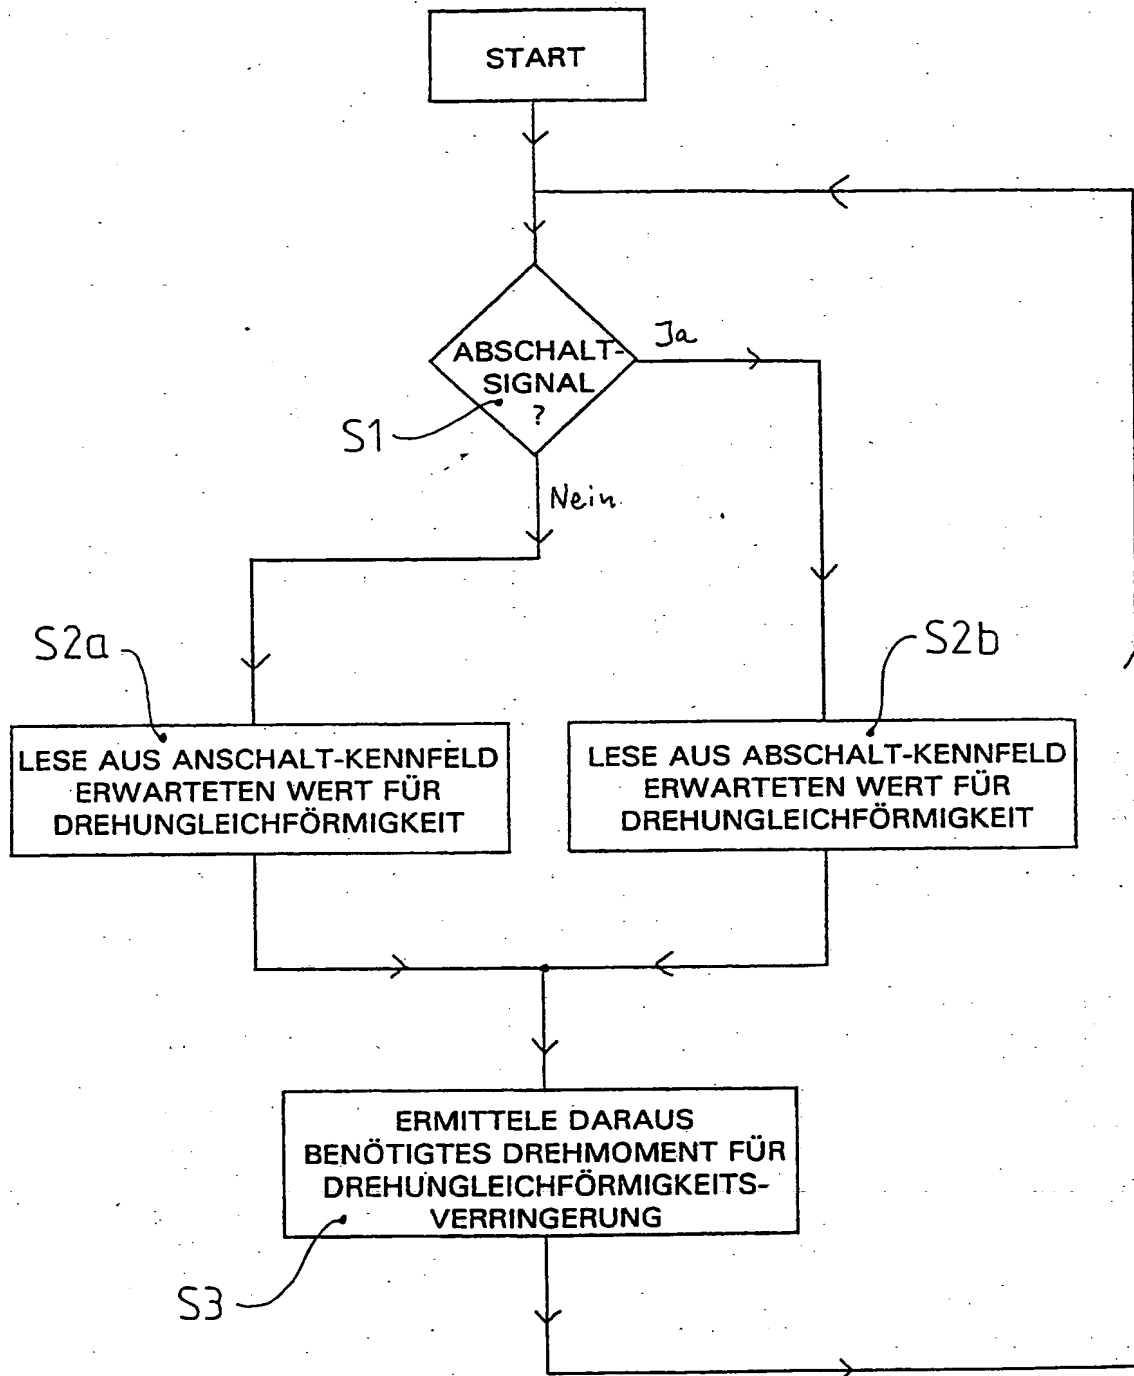 START
ABSCHALT-
SIGNAL
?
Ja
S1
Nein
S2a
S2b
LESE AUS ANSCHALT-KENNFELD
ERWARTETEN WERT FÜR
DREHUNGLEICHFÖRMIGKEIT
LESE AUS ABSCHALT-KENNFELD
ERWARTETEN WERT FÜR
DREHUNGLEICHFÖRMIGKEIT
ERMITTELE DARAUS
BENÖTIGTES DREHMOMENT FÜR
DREHUNGLEICHFÖRMIGKEITS-
VERRINGERUNG
S3